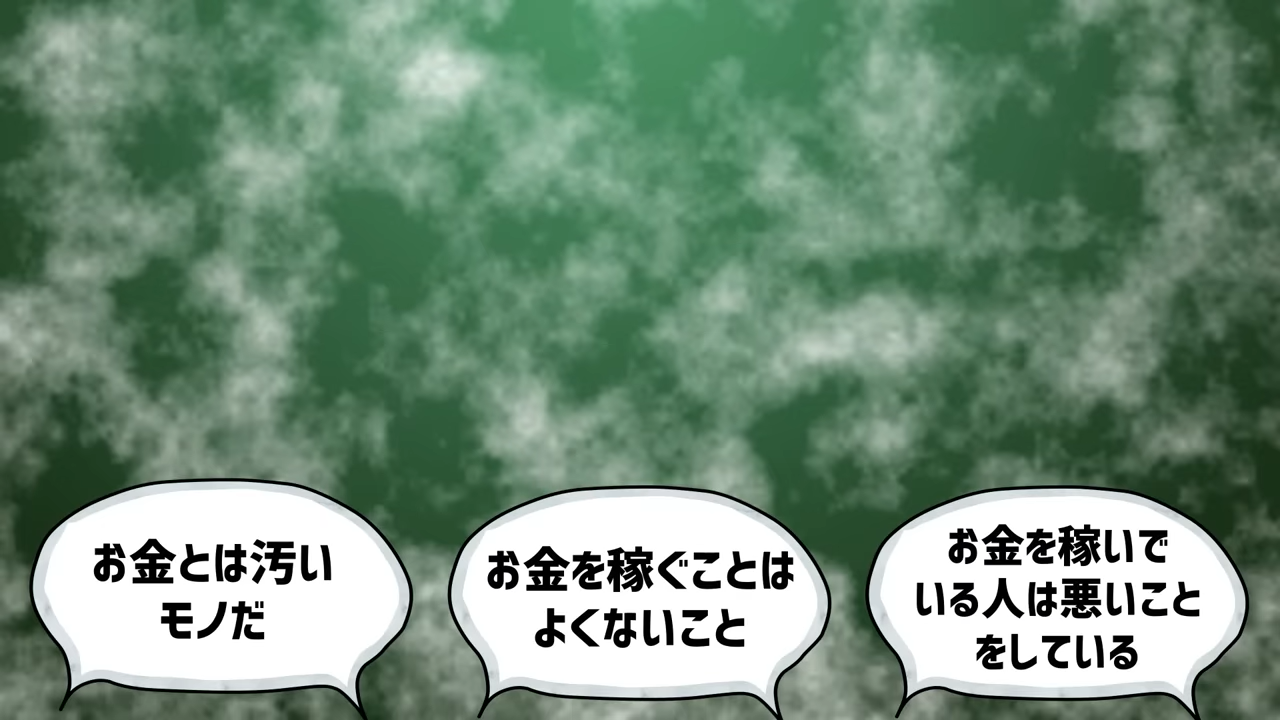 お金とは汚い
モノだ
お金を稼ぐことは
よくないこと
お金を稼いで
いる人は悪いこと
をしている